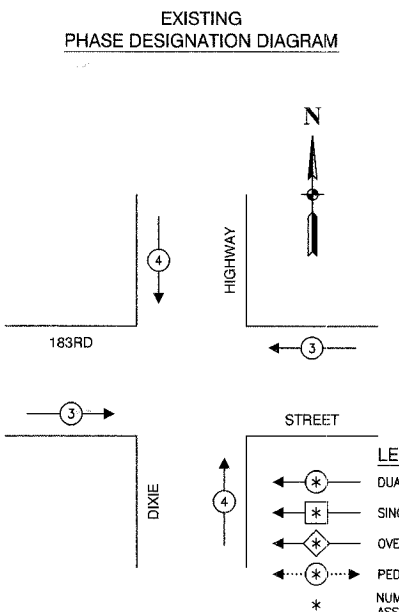 EXISTING
PHASE DESIGNATION DIAGRAM
N
4
HIGHWAY
183RD
3
3
STREET
DIXIE
4
LE
* DUA
* SING
* OVE
* PED
* NUM
ASS